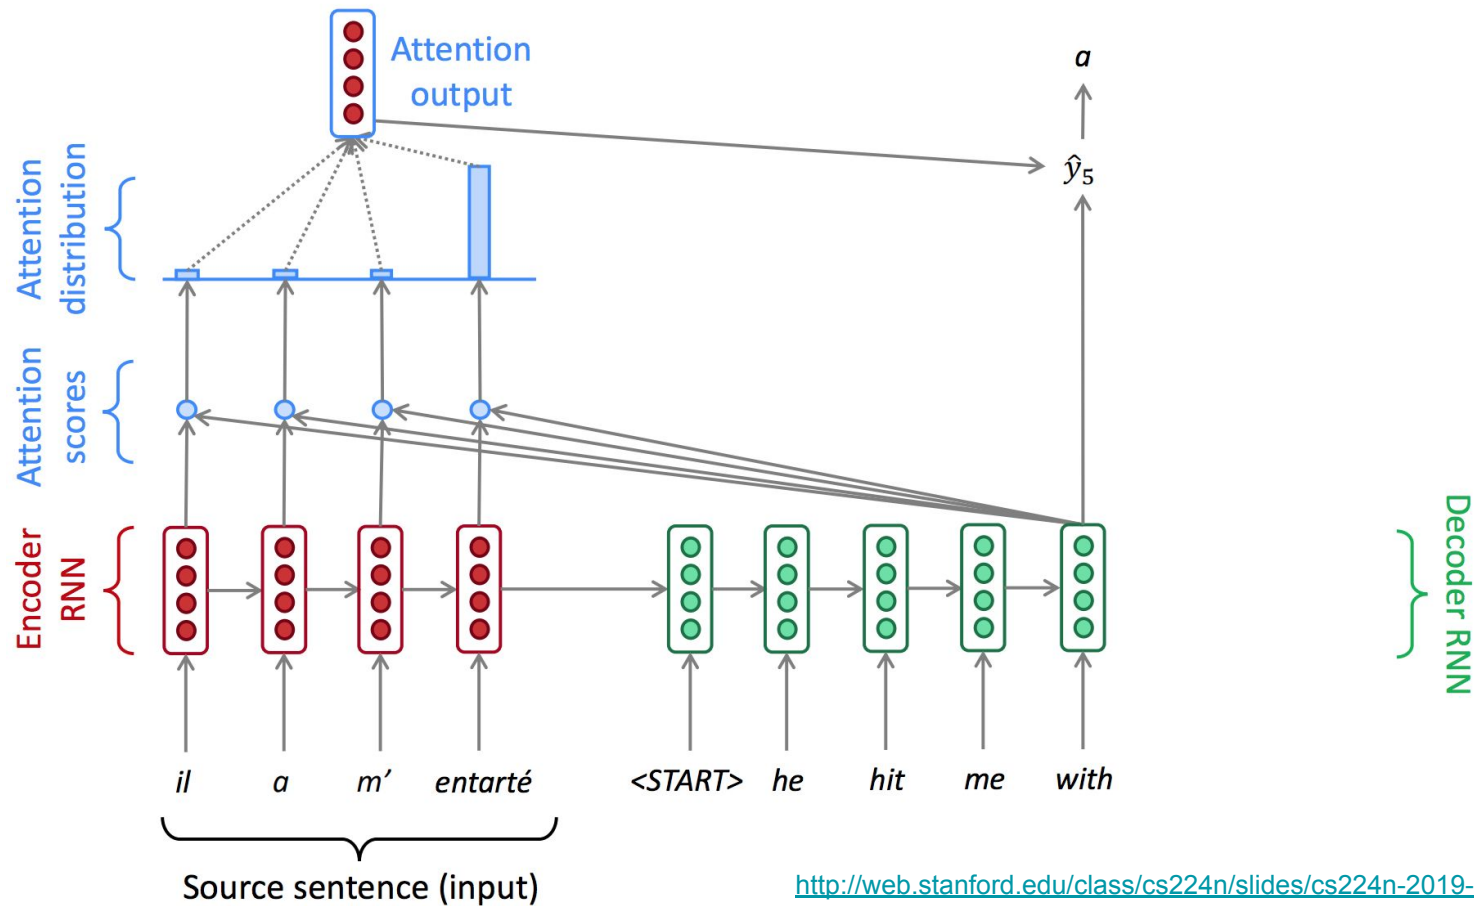 Attention
output
a
ŷ₅
Attention
distribution
Attention
scores
Encoder
RNN
Decoder RNN
il a m’ entarté <START> he hit me with
Source sentence (input)
http://web.stanford.edu/class/cs224n/slides/cs224n-2019-